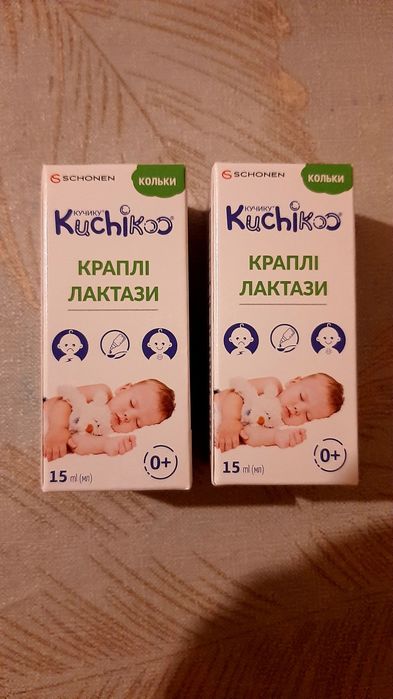 SCHONEN
КОЛЬКИ
КУЧИКУ®
Kuchikoo®
КРАПЛІ
ЛАКТАЗИ
15 ml (мл)
0+
SCHONEN
КОЛЬКИ
КУЧИКУ®
Kuchikoo®
КРАПЛІ
ЛАКТАЗИ
15 ml (мл)
0+